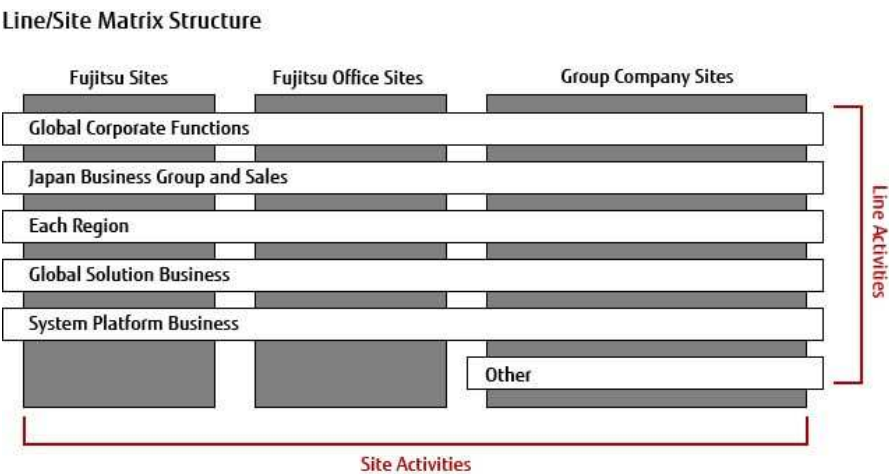 Line/Site Matrix Structure
Fujitsu Sites
Fujitsu Office Sites
Group Company Sites
Global Corporate Functions
Japan Business Group and Sales
Each Region
Global Solution Business
System Platform Business
Other
Line Activities
Site Activities